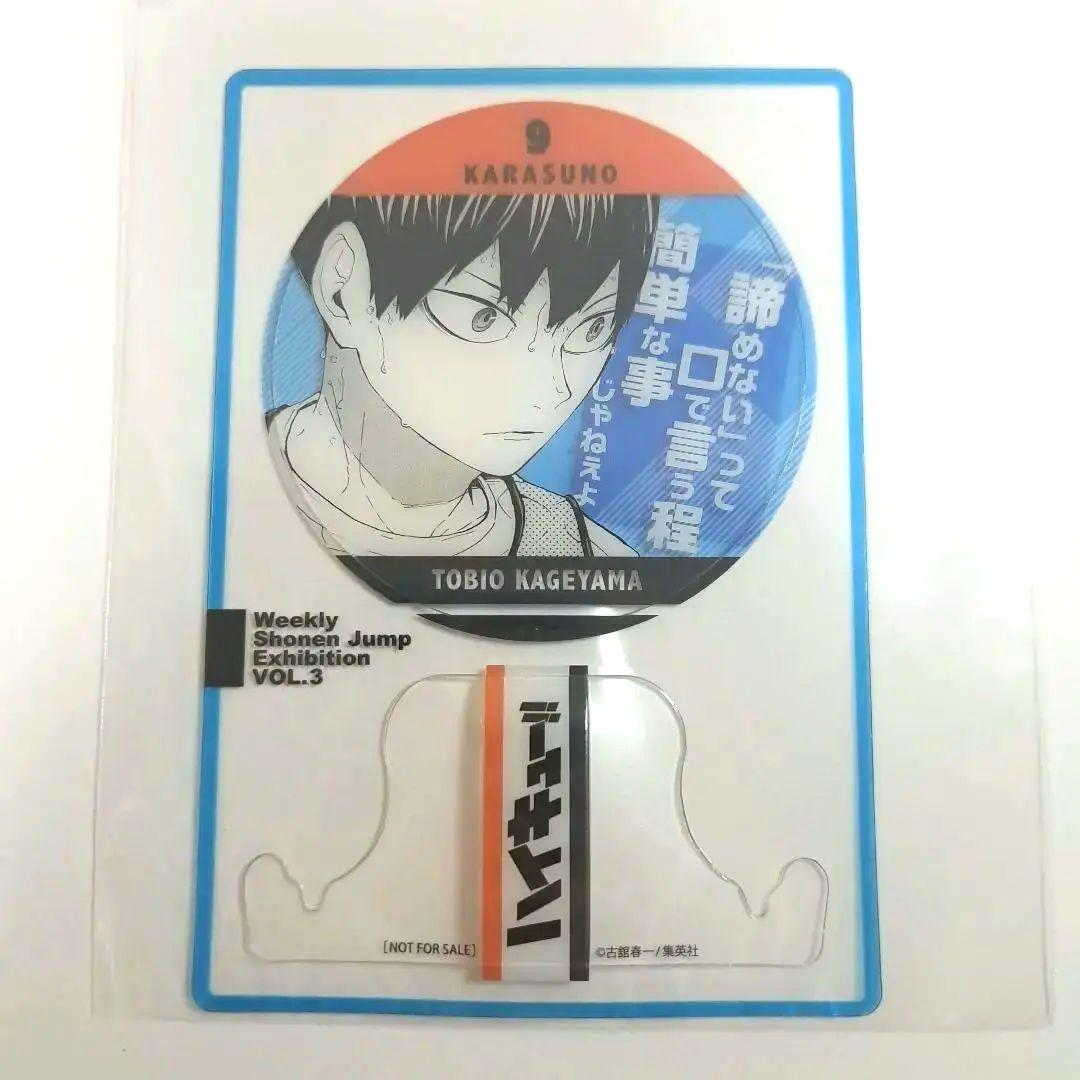 9
KARASUNO
「諦めない」って
口で言う程
簡単な事
じゃねぇよ
TOBIO KAGEYAMA
Weekly
Shonen Jump
Exhibition
VOL.3
ハイキュー!!
[NOT FOR SALE]
©古舘春一/集英社